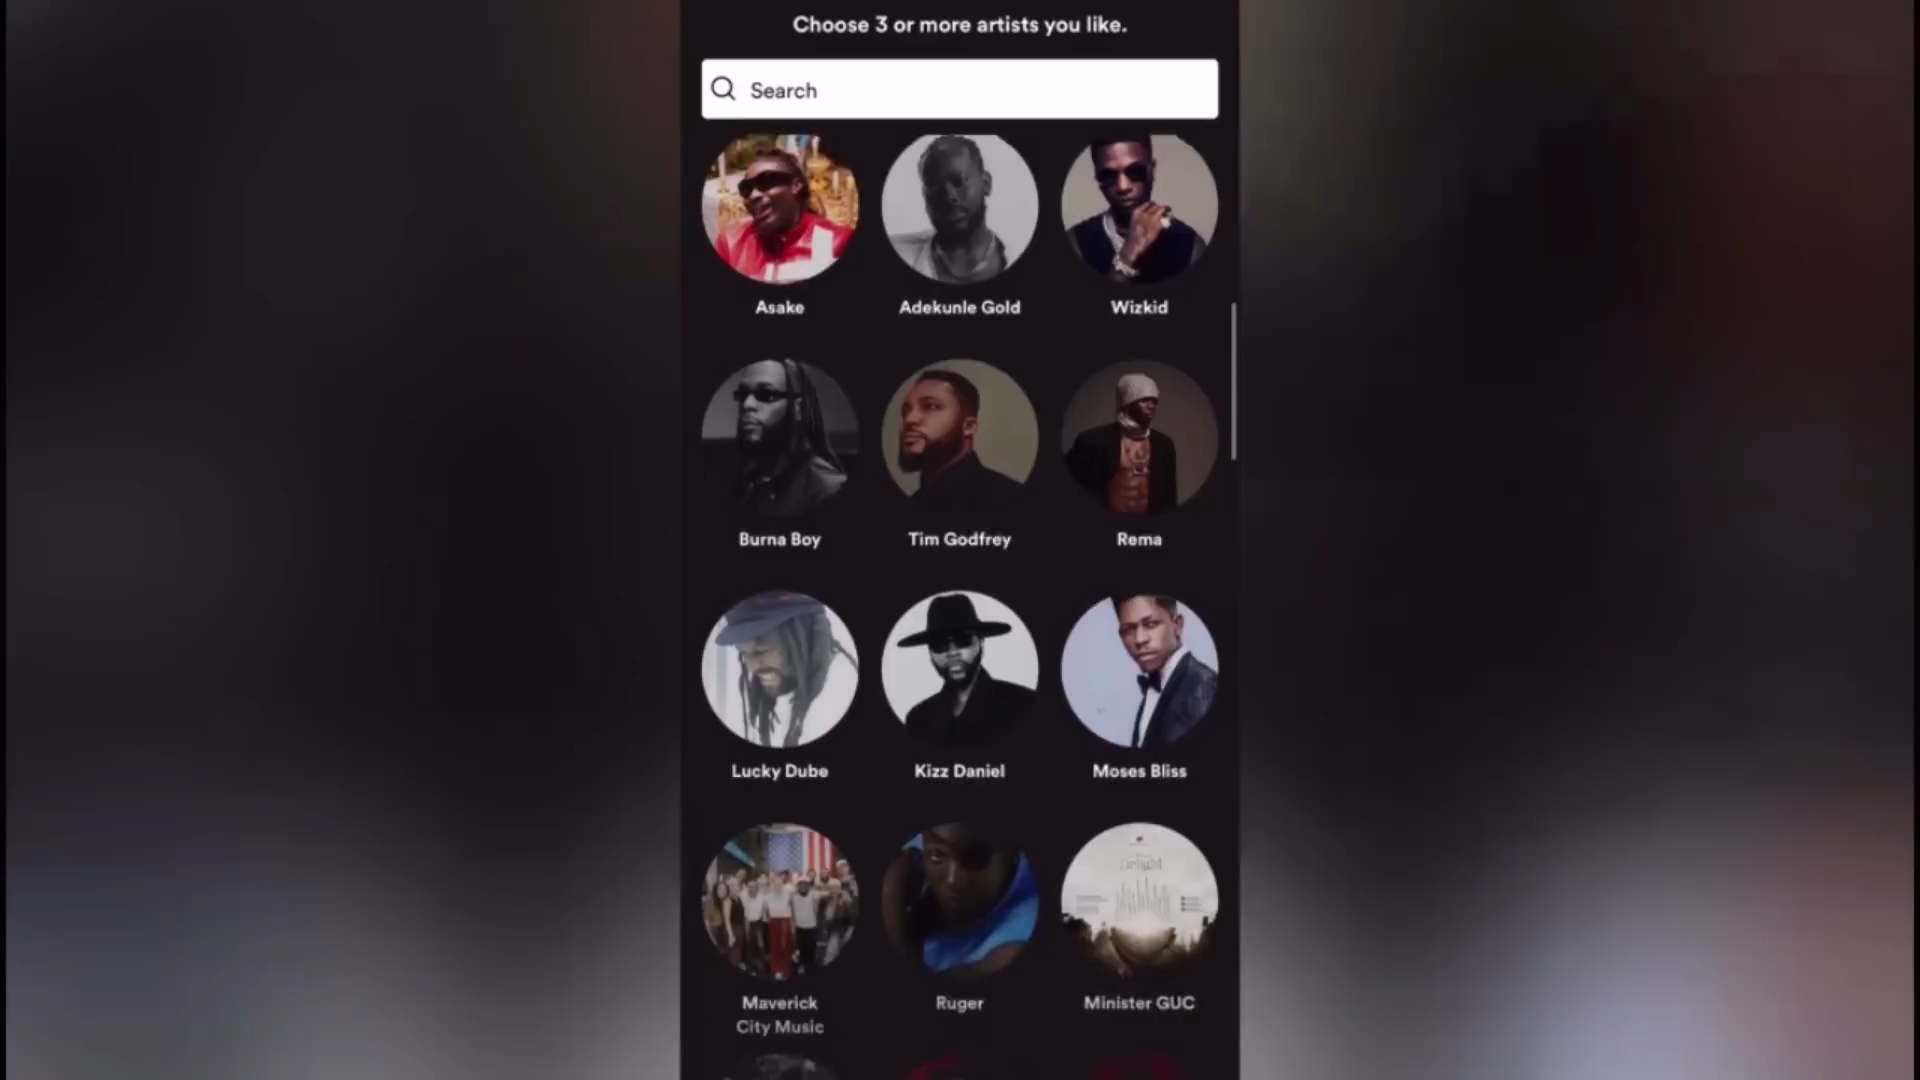 Choose 3 or more artists you like.
Search
Asake
Adekunle Gold
Wizkid
Burna Boy
Tim Godfrey
Rema
Lucky Dube
Kizz Daniel
Moses Bliss
Maverick
City Music
Ruger
Minister GUC